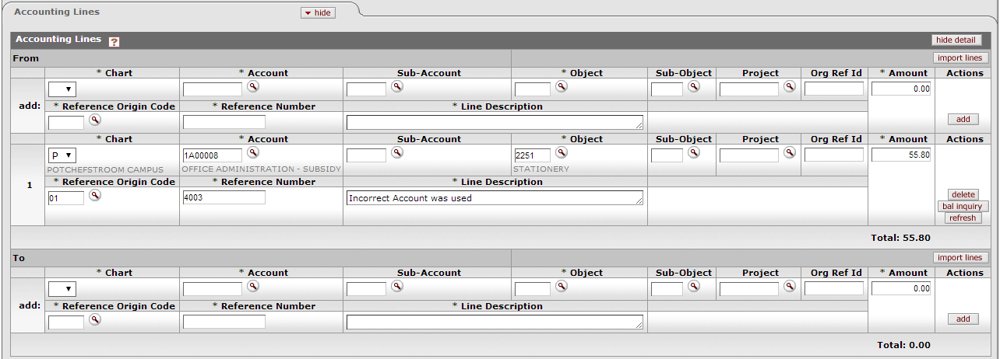 Accounting Lines
hide
Accounting Lines ? hide detail
From import lines
* Chart * Account Sub-Account * Object Sub-Object Project Org Ref Id * Amount Actions
add: 0.00
* Reference Origin Code * Reference Number * Line Description
add
* Chart * Account Sub-Account * Object Sub-Object Project Org Ref Id * Amount Actions
1 P 1A00008 2251 55.80
POTCHEFSTROOM CAMPUS OFFICE ADMINISTRATION - SUBSIDY STATIONERY
* Reference Origin Code * Reference Number * Line Description
01 4003 Incorrect Account was used
delete
bal inquiry
refresh
Total: 55.80
To import lines
* Chart * Account Sub-Account * Object Sub-Object Project Org Ref Id * Amount Actions
add: 0.00
* Reference Origin Code * Reference Number * Line Description
add
Total: 0.00